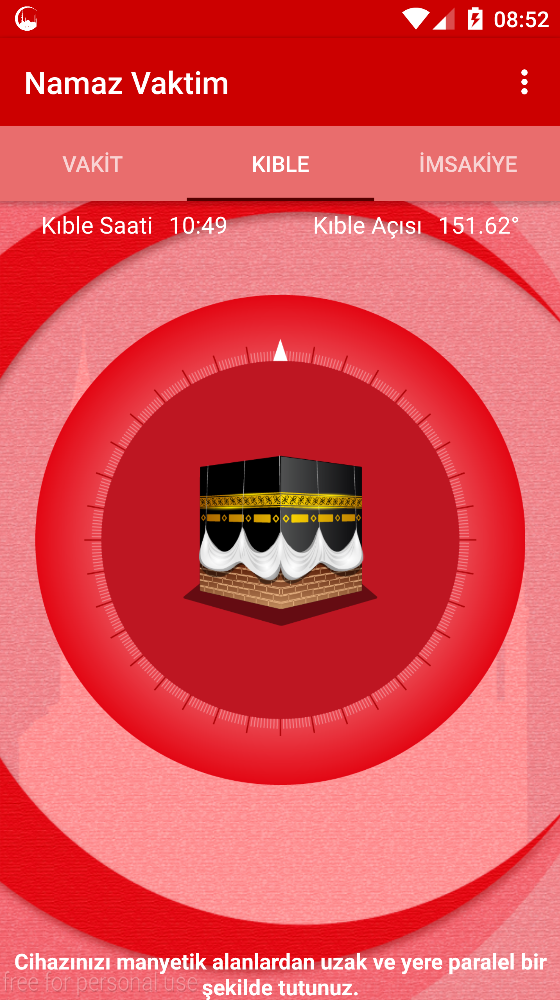 08:52
Namaz Vaktim
VAKİT KIBLE İMSAKİYE
Kıble Saati 10:49 Kıble Açısı 151.62°
Cihazınızı manyetik alanlardan uzak ve yere paralel bir
şekilde tutunuz.
free for personal use